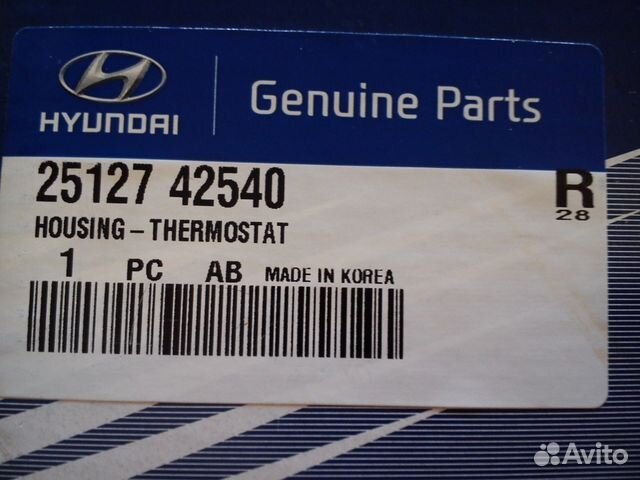 HYUNDAI
Genuine Parts
25127 42540
R
28
HOUSING-THERMOSTAT
1 PC AB MADE IN KOREA
Avito